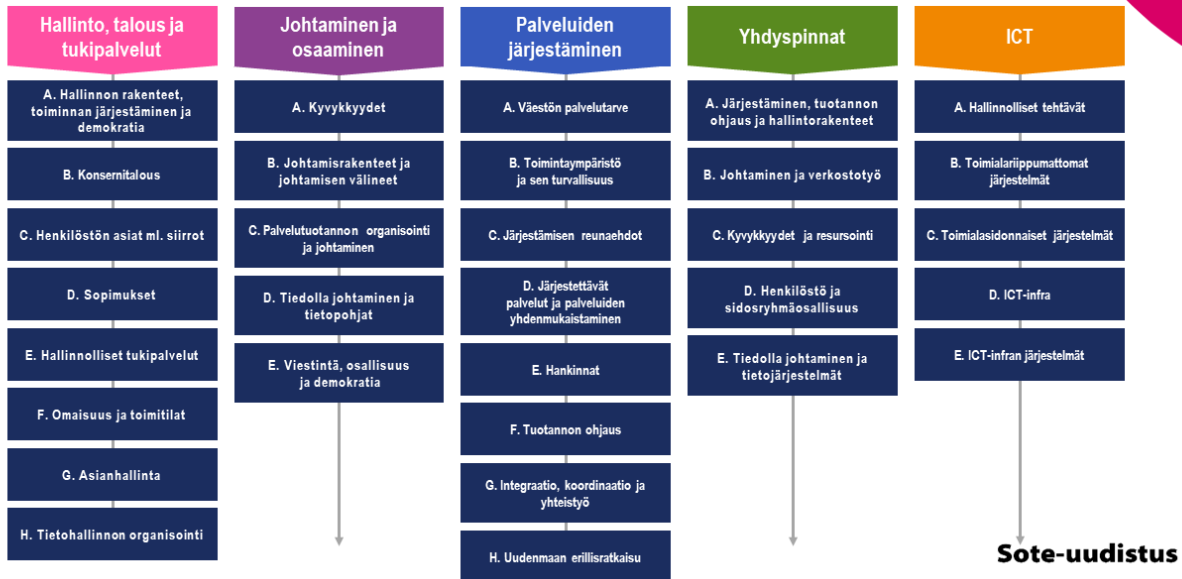 Hallinto, talous ja
tukipalvelut
A. Hallinnon rakenteet,
toiminnan järjestäminen ja
demokratia
B. Konsernitalous
C. Henkilöstön asiat ml. siirrot
D. Sopimukset
E. Hallinnolliset tukipalvelut
F. Omaisuus ja toimitilat
G. Asianhallinta
H. Tietohallinnon organisointi
Johtaminen ja
osaaminen
A. Kyvykkyydet
B. Johtamisrakenteet ja
johtamisen välineet
C. Palvelutuotannon organisointi
ja johtaminen
D. Tiedolla johtaminen ja
tietopohjat
E. Viestintä, osallisuus
ja demokratia
Palveluiden
järjestäminen
A. Väestön palvelutarve
B. Toimintaympäristö
ja sen turvallisuus
C. Järjestämisen reunaehdot
D. Järjestettävät
palvelut ja palveluiden
yhdenmukaistaminen
E. Hankinnat
F. Tuotannon ohjaus
G. Integraatio, koordinaatio ja
yhteistyö
H. Uudenmaan erillisratkaisu
Yhdyspinnat
A. Järjestäminen, tuotannon
ohjaus ja hallintorakenteet
B. Johtaminen ja verkostotyö
C. Kyvykkyydet ja resursointi
D. Henkilöstö ja
sidosryhmäosallisuus
E. Tiedolla johtaminen ja
tietojärjestelmät
ICT
A. Hallinnolliset tehtävät
B. Toimialariippumattomat
järjestelmät
C. Toimialasidonnaiset järjestelmät
D. ICT-infra
E. ICT-infran järjestelmät
Sote-uudistus